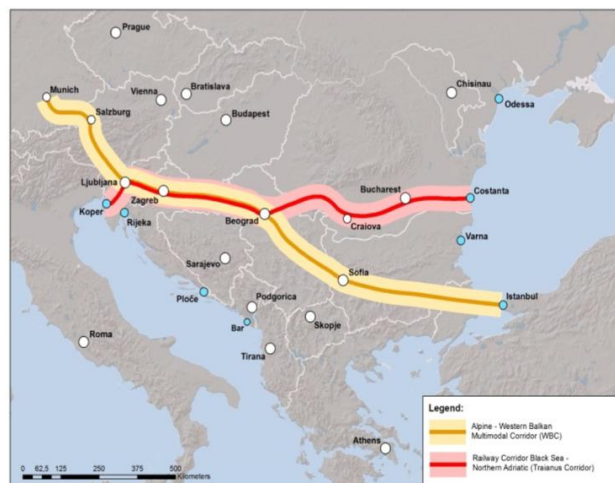 Prague
Munich
Vienna
Bratislava
Chisinau
Odessa
Salzburg
Budapest
Ljubljana
Zagreb
Bucharest
Costanta
Koper
Rijeka
Beograd
Craiova
Varna
Sarajevo
Sofia
Ploče
Podgorica
Istanbul
Bar
Skopje
Roma
Tirana
Athens
0 62,5 125 250 375 500
Kilometers
Legend:
Alpine - Western Balkan
Multimodal Corridor (WBC)
Railway Corridor Black Sea -
Northern Adriatic (Traianus Corridor)